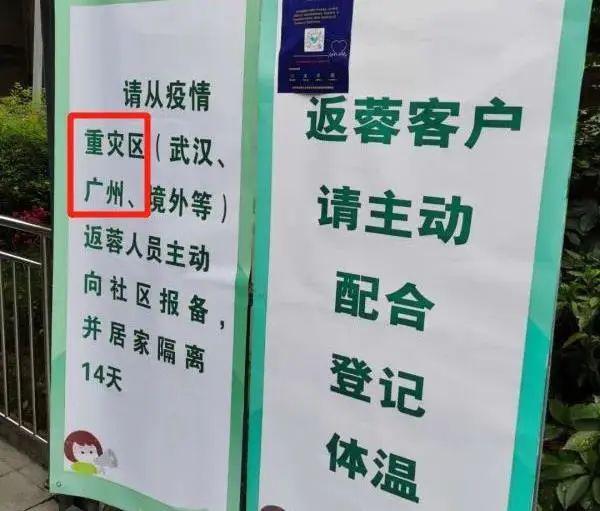 请从疫情
重灾区（武汉、
广州、境外等）
返蓉人员主动
向社区报备，
并居家隔离
14天
返蓉客户
请主动
配合
登记
体温